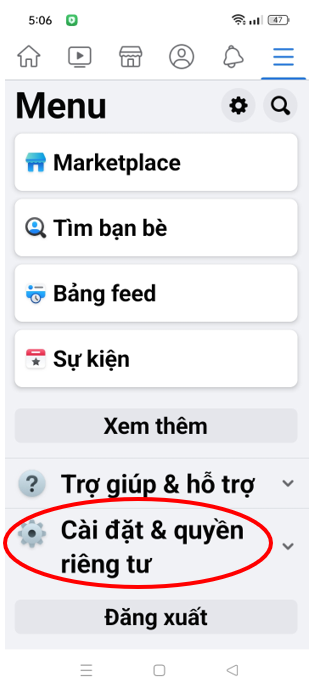 5:06
47
Menu
Marketplace
Tìm bạn bè
Bảng feed
Sự kiện
Xem thêm
? Trợ giúp & hỗ trợ
Cài đặt & quyền
riêng tư
Đăng xuất